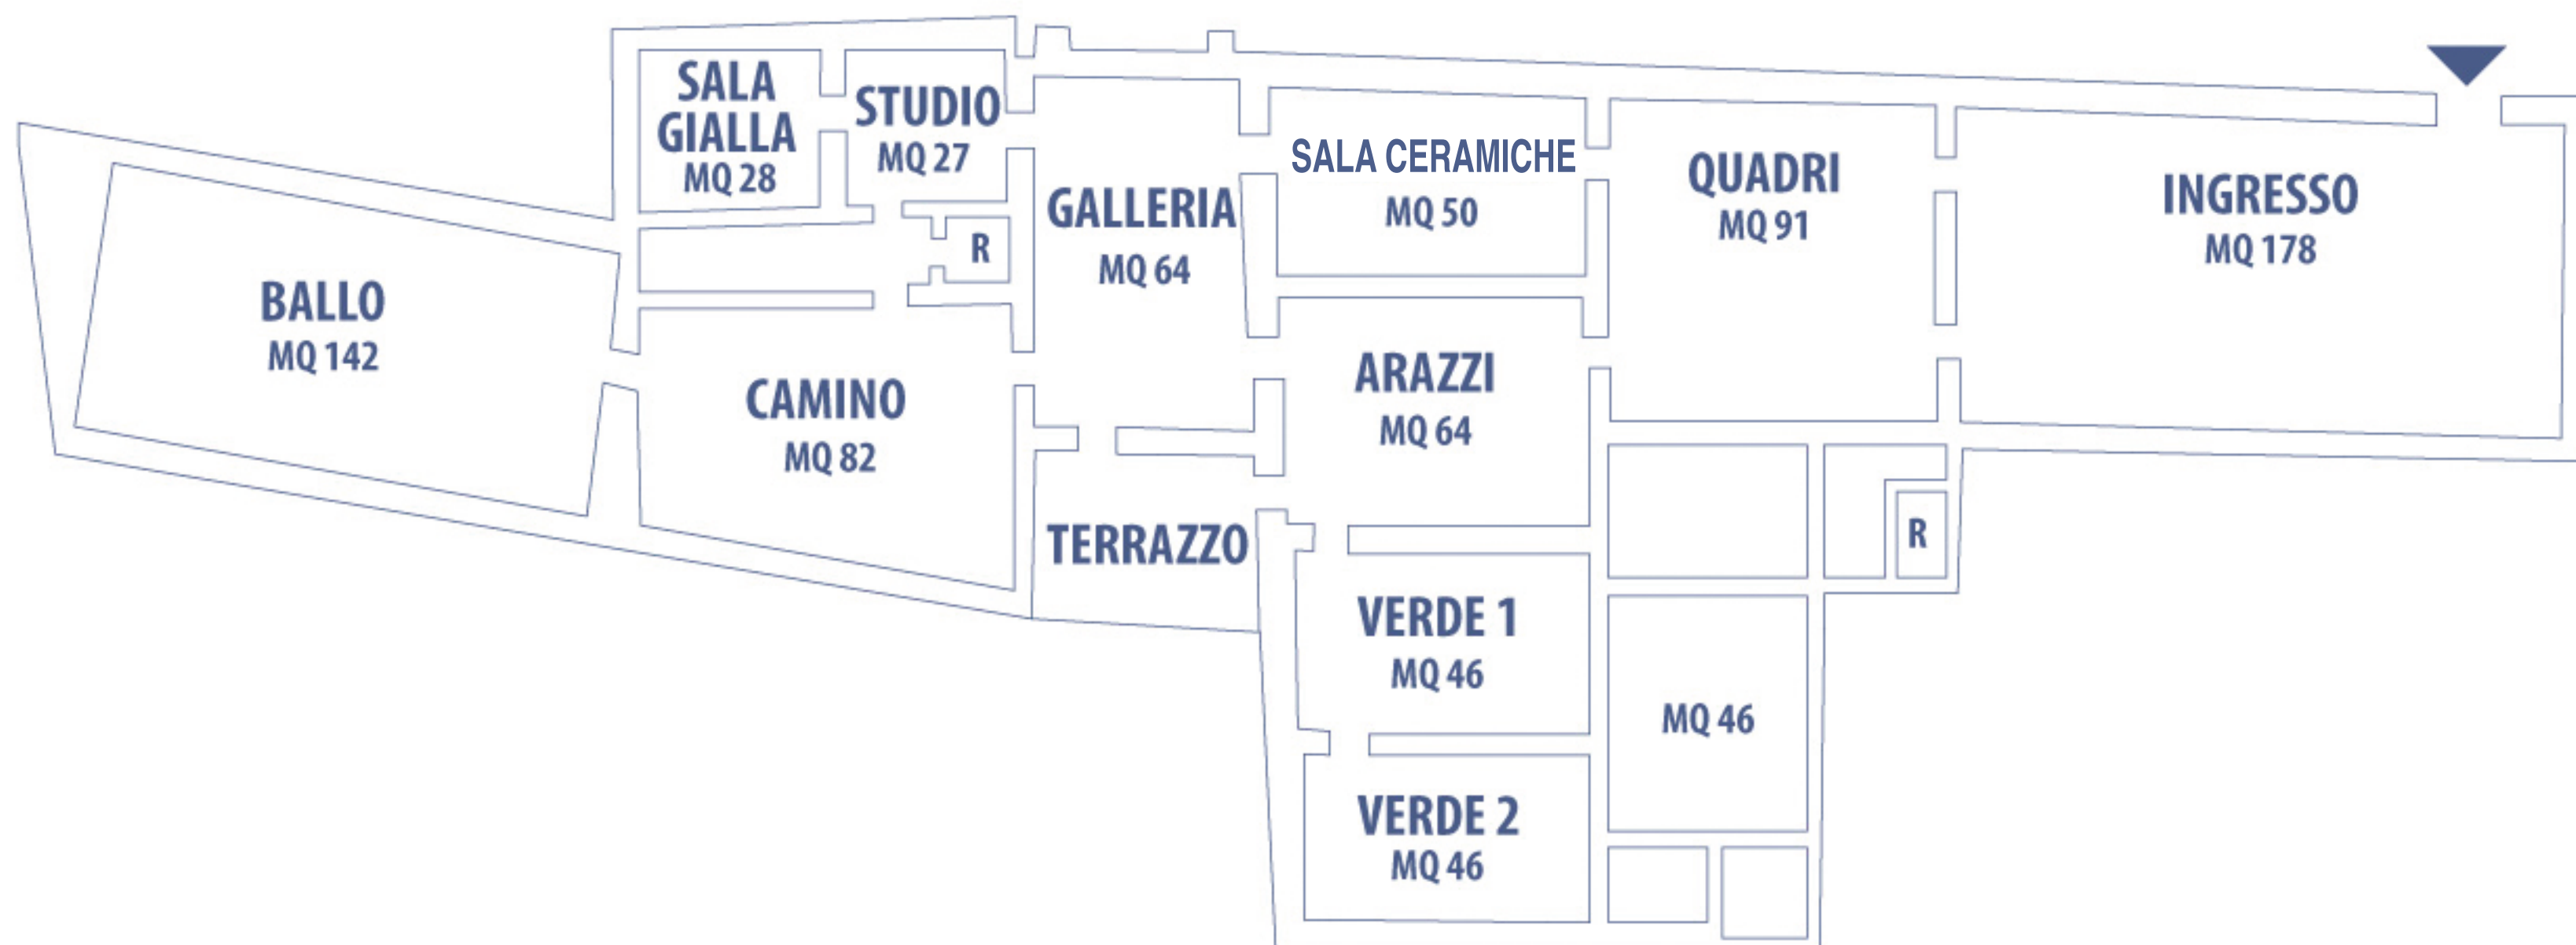 SALA
GIALLA
MQ 28
STUDIO
MQ 27
R
GALLERIA
MQ 64
SALA CERAMICHE
MQ 50
QUADRI
MQ 91
INGRESSO
MQ 178
BALLO
MQ 142
CAMINO
MQ 82
ARAZZI
MQ 64
TERRAZZO
R
VERDE 1
MQ 46
MQ 46
VERDE 2
MQ 46